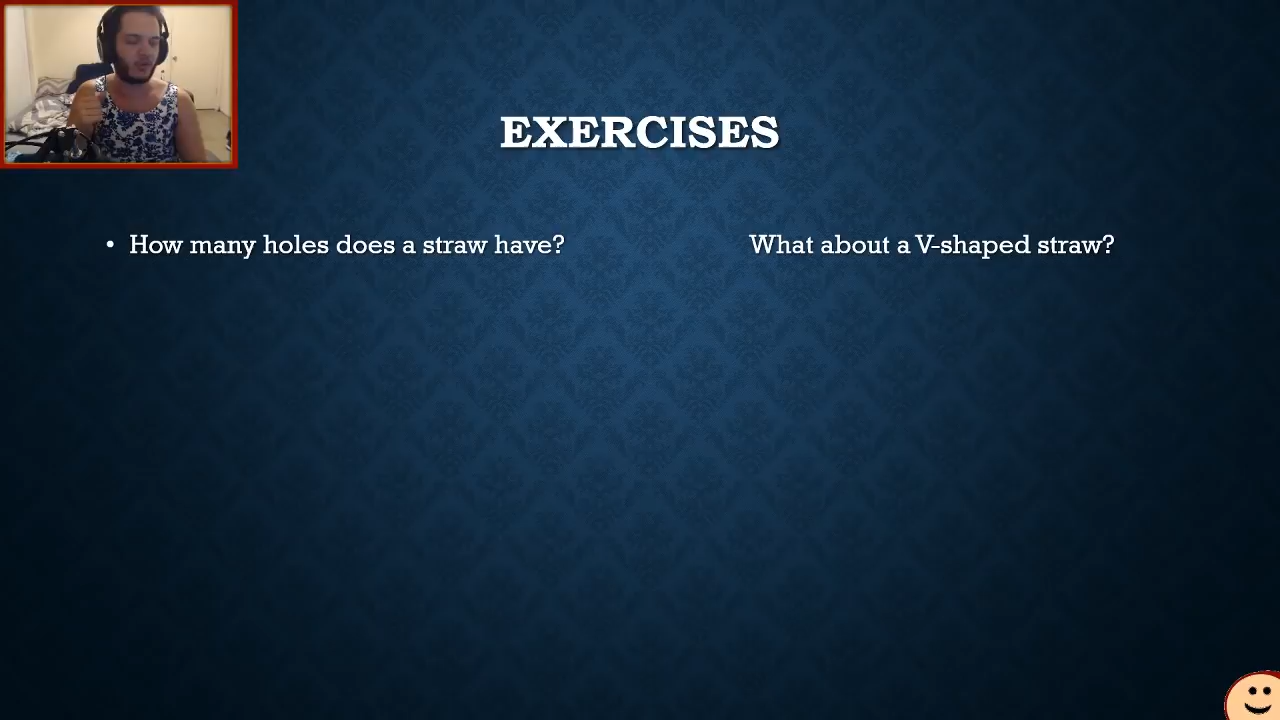 EXERCISES
• How many holes does a straw have?
What about a V-shaped straw?